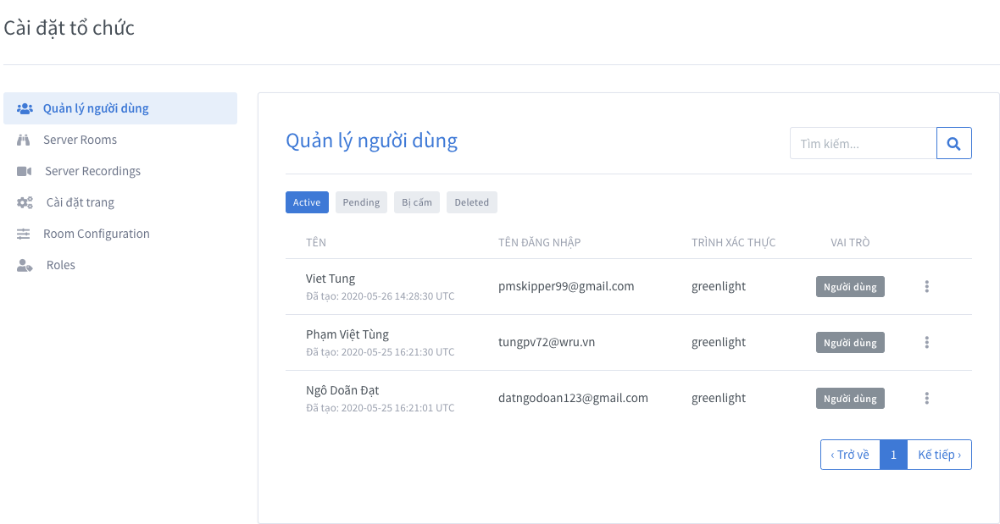 Cài đặt tổ chức
Quản lý người dùng
Server Rooms
Server Recordings
Cài đặt trang
Room Configuration
Roles
Quản lý người dùng
Tìm kiếm...
Active Pending Bị cấm Deleted
TÊN TÊN ĐĂNG NHẬP TRÌNH XÁC THỰC VAI TRÒ
Viet Tung
Đã tạo: 2020-05-26 14:28:30 UTC
pmskipper99@gmail.com greenlight Người dùng
Phạm Việt Tùng
Đã tạo: 2020-05-25 16:21:30 UTC
tungpv72@wru.vn greenlight Người dùng
Ngô Doãn Đạt
Đã tạo: 2020-05-25 16:21:01 UTC
datngodoan123@gmail.com greenlight Người dùng
‹ Trở về 1 Kế tiếp ›